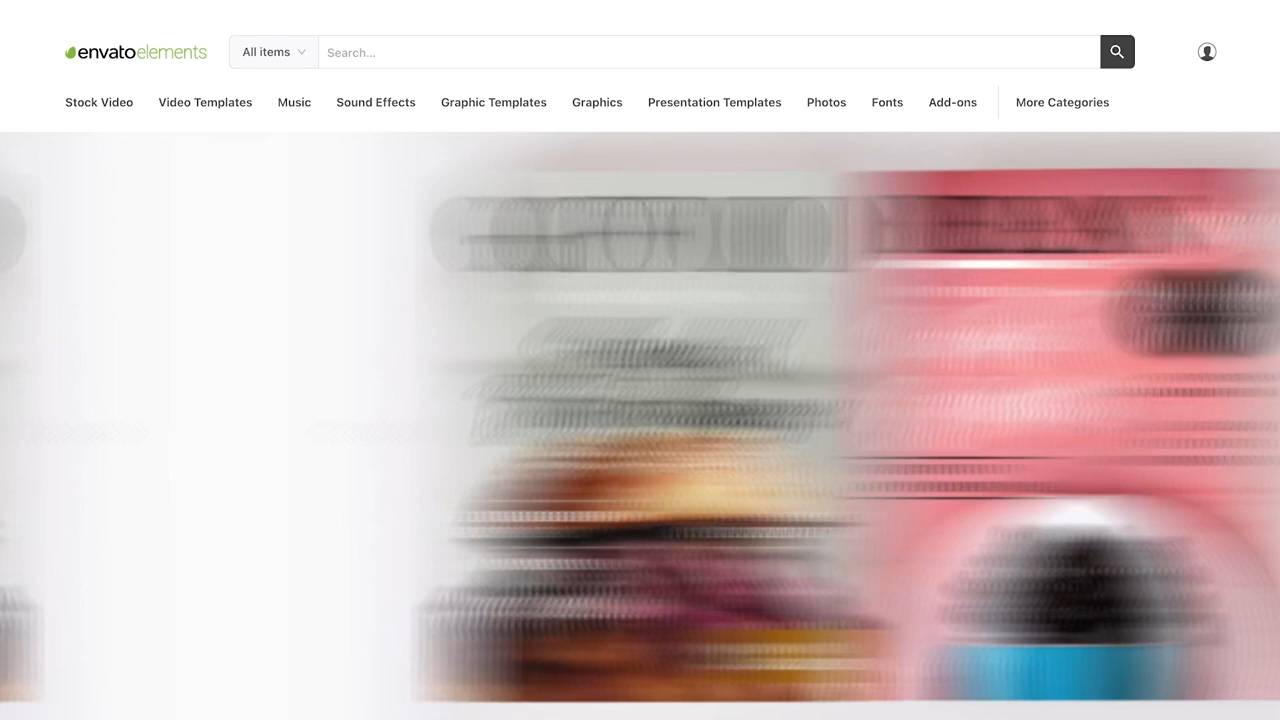 envatoelements
All items
Search...
Stock Video
Video Templates
Music
Sound Effects
Graphic Templates
Graphics
Presentation Templates
Photos
Fonts
Add-ons
More Categories